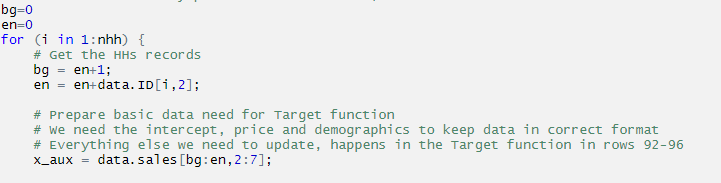 bg=0
en=0
for (i in 1:nhh) {
# Get the HHs records
bg = en+1;
en = en+data.ID[i,2];
# Prepare basic data need for Target function
# We need the intercept, price and demographics to keep data in correct format
# Everything else we need to update, happens in the Target function in rows 92-96
x_aux = data.sales[bg:en,2:7];